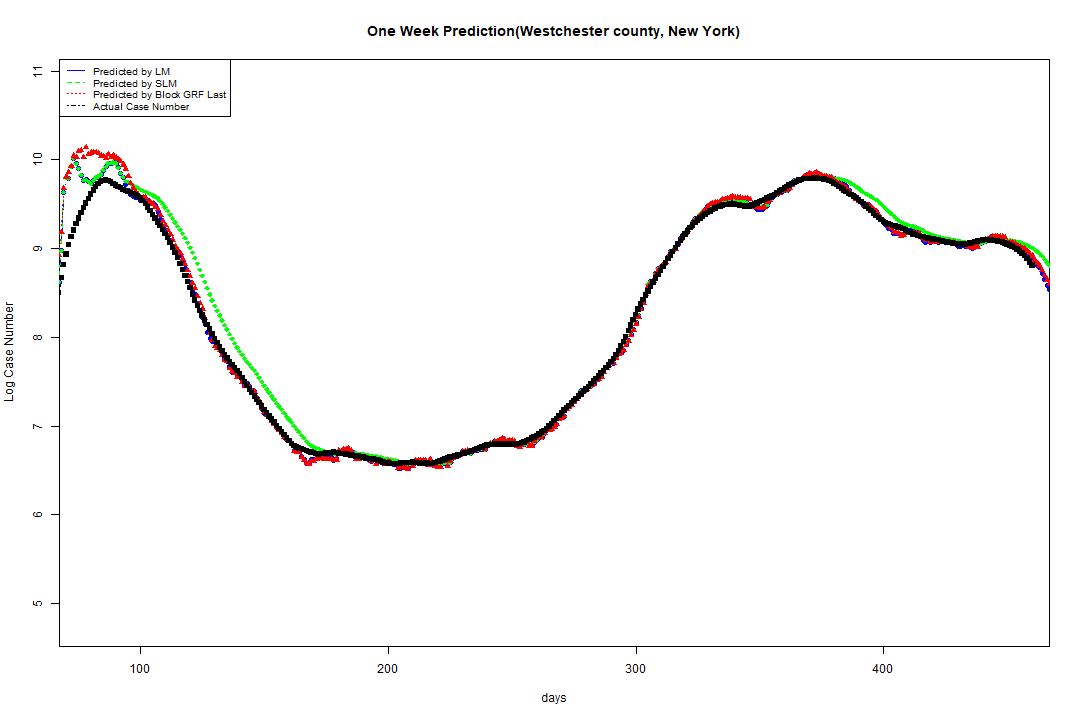 One Week Prediction(Westchester county, New York)
Predicted by LM
Predicted by SLM
Predicted by Block GRF Last
Actual Case Number
11
10
9
8
7
6
5
Log Case Number
100
200
300
400
days